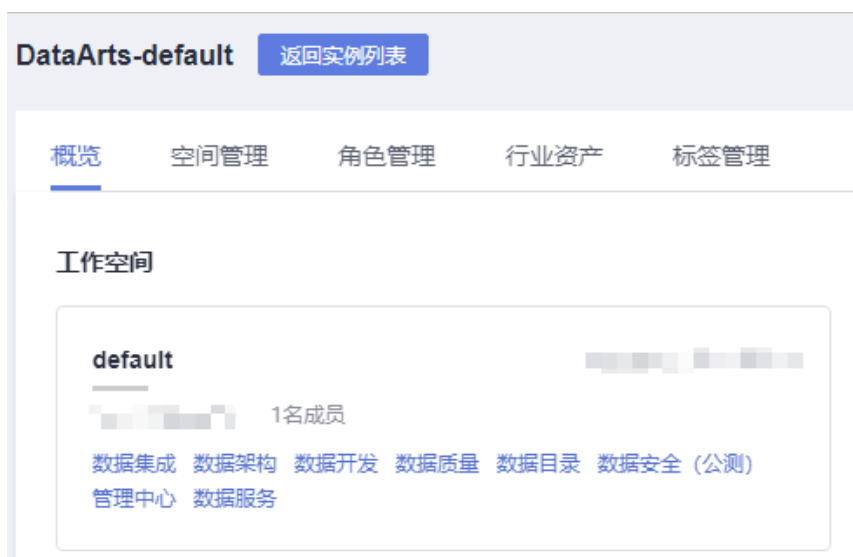 DataArts-default 返回实例列表
概览 空间管理 角色管理 行业资产 标签管理
工作空间
default
1名成员
数据集成 数据架构 数据开发 数据质量 数据目录 数据安全（公测）
管理中心 数据服务